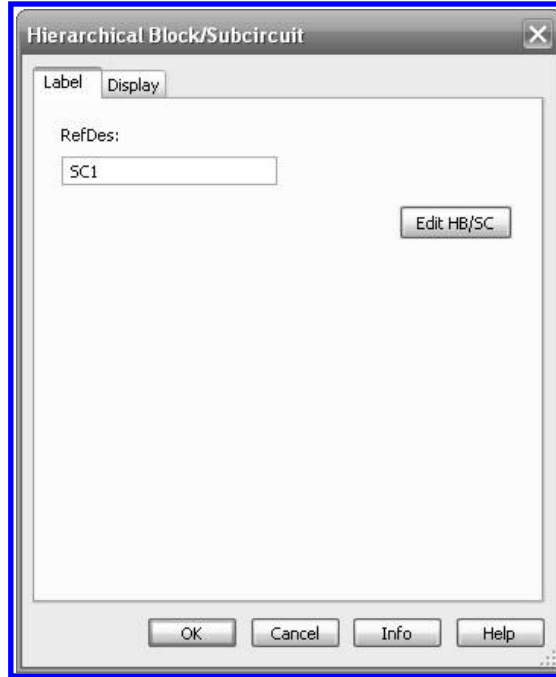 Hierarchical Block/Subcircuit
Label Display
RefDes:
SC1
Edit HB/SC
OK Cancel Info Help